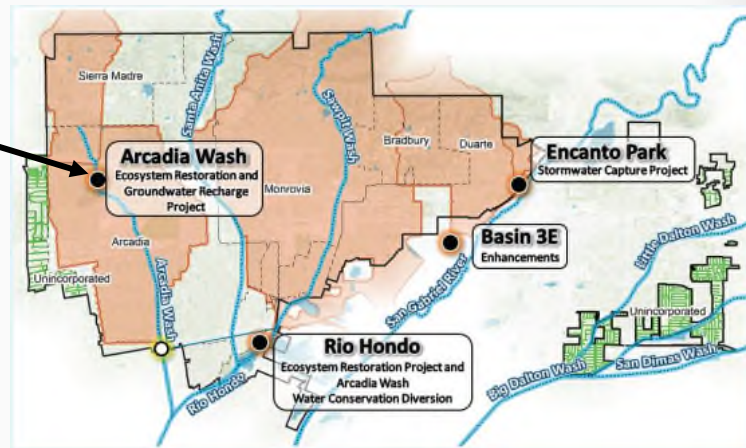 Sierra Madre
Santa Anita Wash
Sawpit Wash
Bradbury
Duarte
Arcadia Wash
Ecosystem Restoration and
Groundwater Recharge
Project
Monrovia
Encanto Park
Stormwater Capture Project
Arcadia
Basin 3E
Enhancements
Unincorporated
Arcadia Wash
San Gabriel River
Little Dalton Wash
Unincorporated
Rio Hondo
Ecosystem Restoration Project and
Arcadia Wash
Water Conservation Diversion
Rio Hondo
Big Dalton Wash
San Dimas Wash